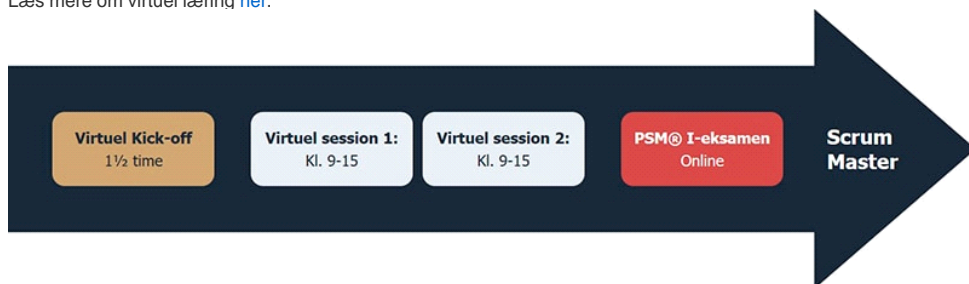 Læs mere om virtuel læring her.
Virtuel Kick-off
1½ time
Virtuel session 1:
Kl. 9-15
Virtuel session 2:
Kl. 9-15
PSM® I-eksamen
Online
Scrum
Master